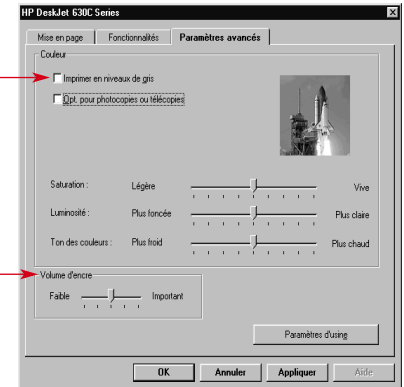 HP DeskJet 630C Series
Mise en page Fonctionnalités Paramètres avancés
Couleur
Imprimer en niveaux de gris
Opt. pour photocopies ou télécopies
Saturation : Légère Vive
Luminosité : Plus foncée Plus claire
Ton des couleurs : Plus froid Plus chaud
Volume d'encre
Faible Important
Paramètres d'using
OK Annuler Appliquer Aide